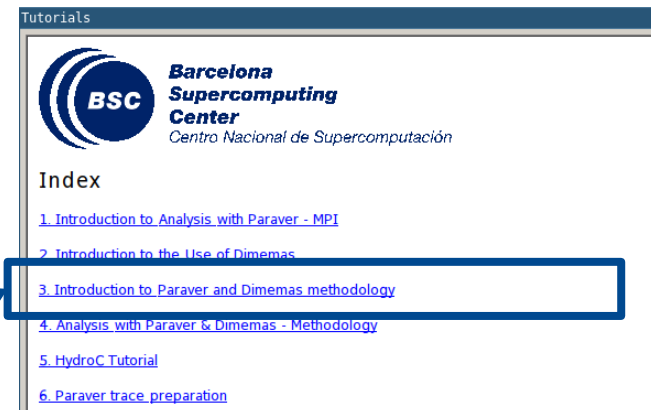 Tutorials
BSC
Barcelona
Supercomputing
Center
Centro Nacional de Supercomputación
Index
1. Introduction to Analysis with Paraver - MPI
2. Introduction to the Use of Dimemas
3. Introduction to Paraver and Dimemas methodology
4. Analysis with Paraver & Dimemas - Methodology
5. HydroC Tutorial
6. Paraver trace preparation